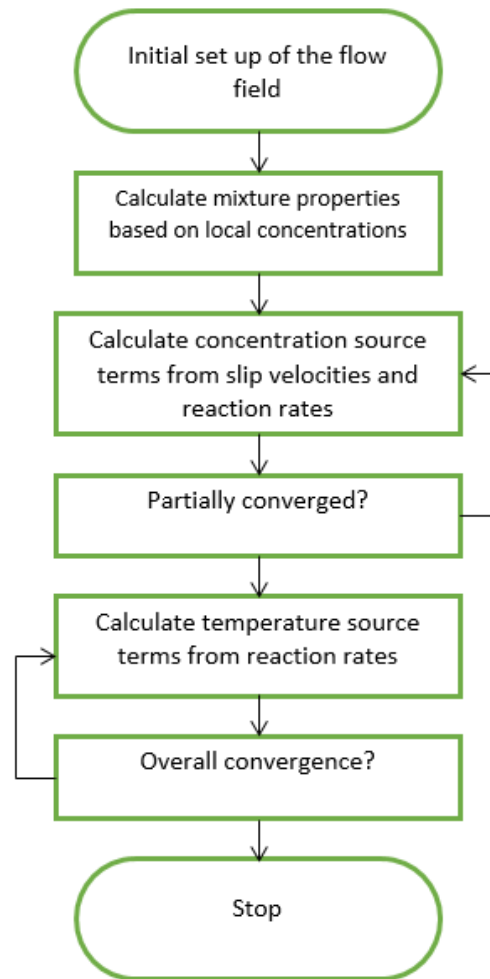 Initial set up of the flow
field
Calculate mixture properties
based on local concentrations
Calculate concentration source
terms from slip velocities and
reaction rates
Partially converged?
Calculate temperature source
terms from reaction rates
Overall convergence?
Stop